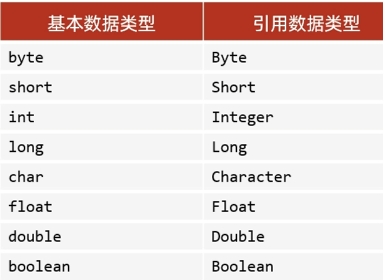 基本数据类型 引用数据类型
byte Byte
short Short
int Integer
long Long
char Character
float Float
double Double
boolean Boolean